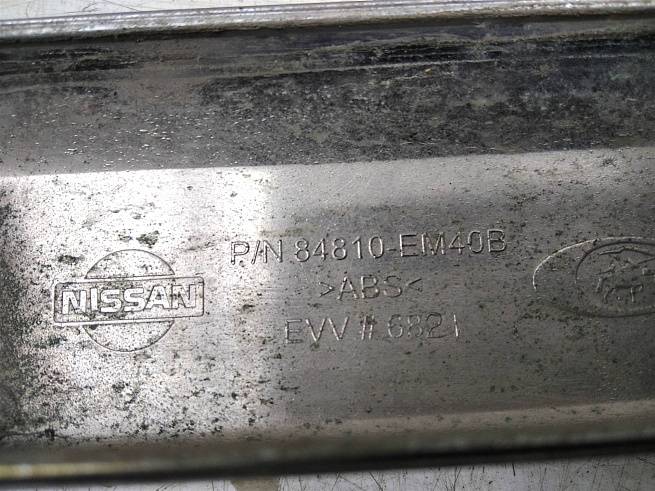 P/N 84810-EM40B
NISSAN
>ABS<
EVV # 6821